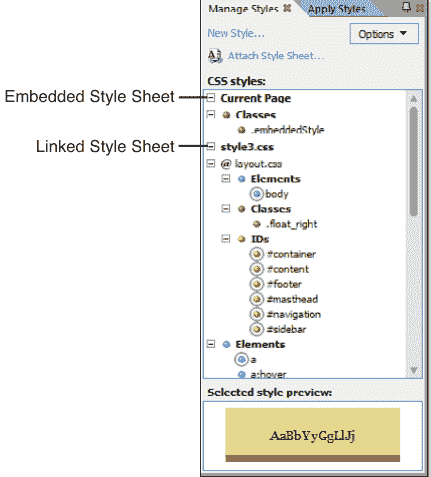 Manage Styles Apply Styles
New Style... Options
Attach Style Sheet...
CSS styles:
Embedded Style Sheet Current Page
Classes
.embeddedStyle
Linked Style Sheet style3.css
@ layout.css
Elements
body
Classes
.float_right
IDs
#container
#content
#footer
#masthead
#navigation
#sidebar
Elements
a
a:hover
Selected style preview:
AaBbYyGgLlJj